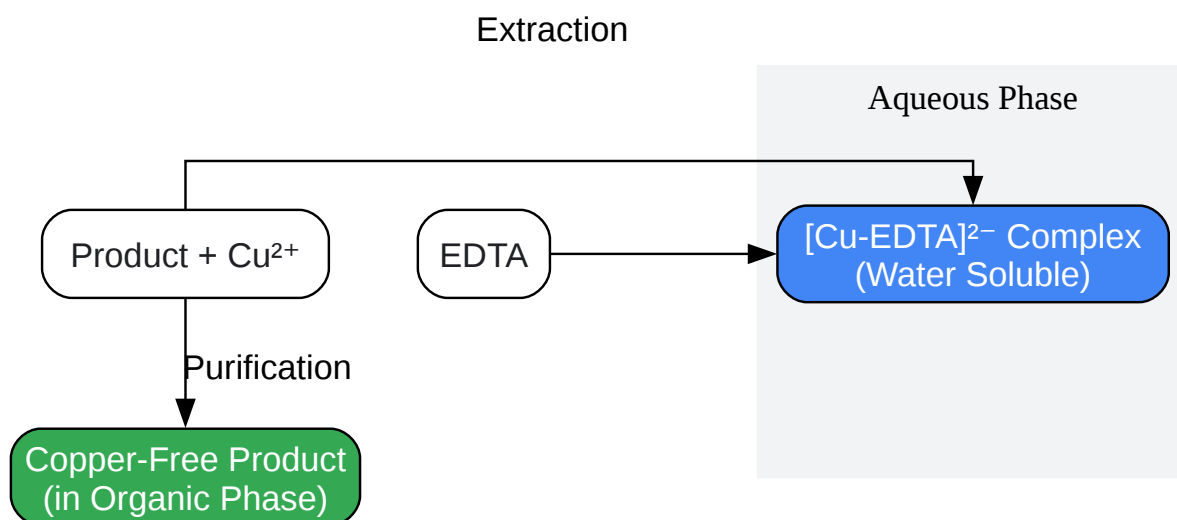 Extraction
Aqueous Phase
Product + Cu²⁺
EDTA
[Cu-EDTA]²⁻ Complex
(Water Soluble)
Purification
Copper-Free Product
(in Organic Phase)